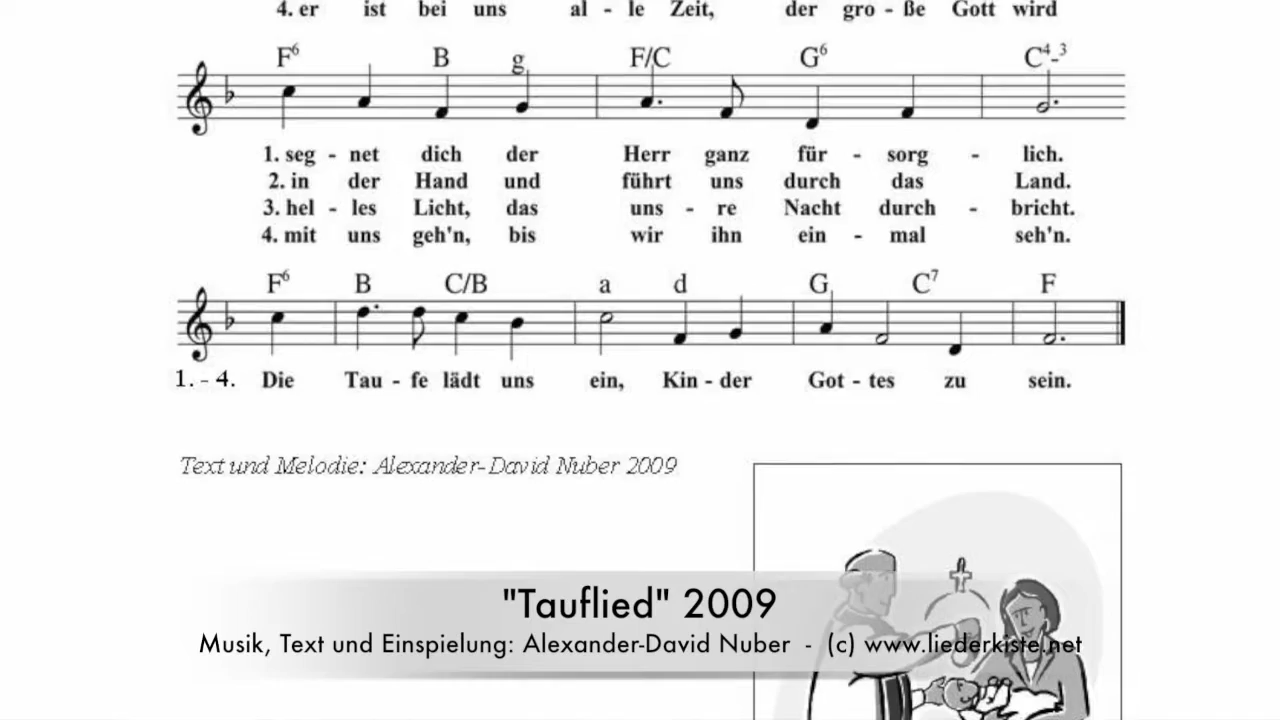 4. er ist bei uns al - le Zeit, der gro - ße Gott wird
F6 B g F/C G6 C4-3
1. seg - net dich der Herr ganz für - sorg - lich.
2. in der Hand und führt uns durch das Land.
3. hel - les Licht, das uns - re Nacht durch - bricht.
4. mit uns geh'n, bis wir ihn ein - mal seh'n.
F6 B C/B a d G C7 F
1. - 4. Die Tau - fe lädt uns ein, Kin - der Got - tes zu sein.
Text und Melodie: Alexander-David Nuber 2009
"Tauflied" 2009
Musik, Text und Einspielung: Alexander-David Nuber - (c) www.liederkiste.net